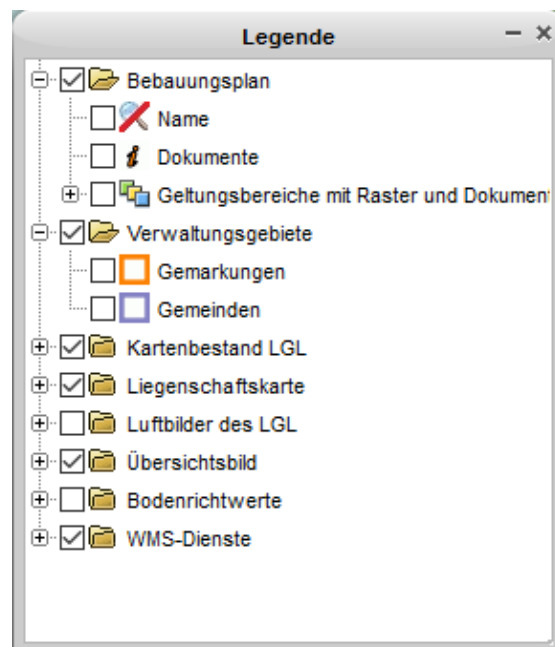 Legende
Bebauungsplan
Name
Dokumente
Geltungsbereiche mit Raster und Dokumen
Verwaltungsgebiete
Gemarkungen
Gemeinden
Kartenbestand LGL
Liegenschaftskarte
Luftbilder des LGL
Übersichtsbild
Bodenrichtwerte
WMS-Dienste